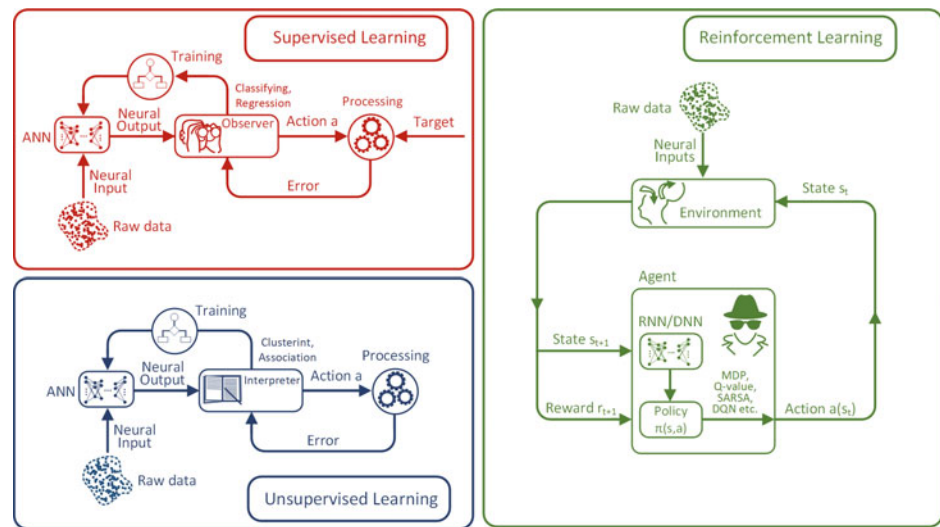 Supervised Learning
Training
Classifying,
Regression
Processing
ANN
Neural
Output
Observer
Action a
Target
Neural
Input
Error
Raw data
Training
Clusterint,
Association
Processing
ANN
Neural
Output
Interpreter
Action a
Neural
Input
Error
Raw data
Unsupervised Learning
Reinforcement Learning
Raw data
Neural
Inputs
State sₜ
Environment
Agent
RNN/DNN
State sₜ₊₁
MDP,
Q-value,
SARSA,
DQN etc.
Reward rₜ₊₁
Policy
π(s,a)
Action a(sₜ)